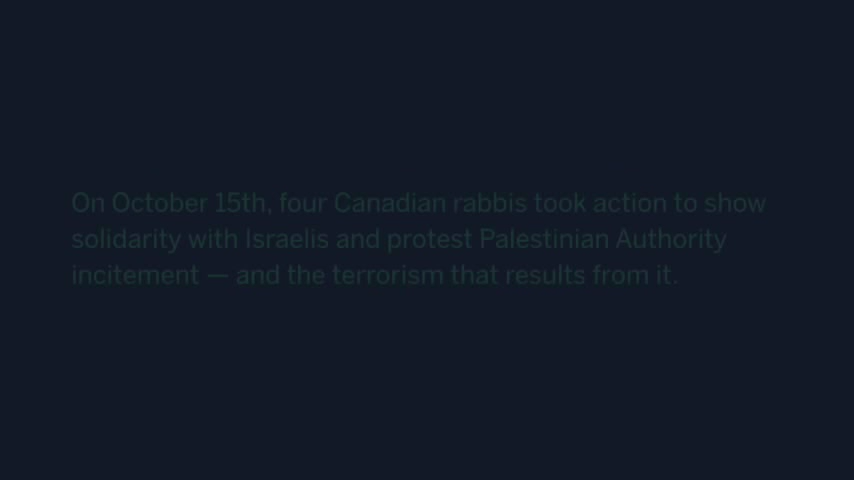 On October 15th, four Canadian rabbis took action to show
solidarity with Israelis and protest Palestinian Authority
incitement — and the terrorism that results from it.